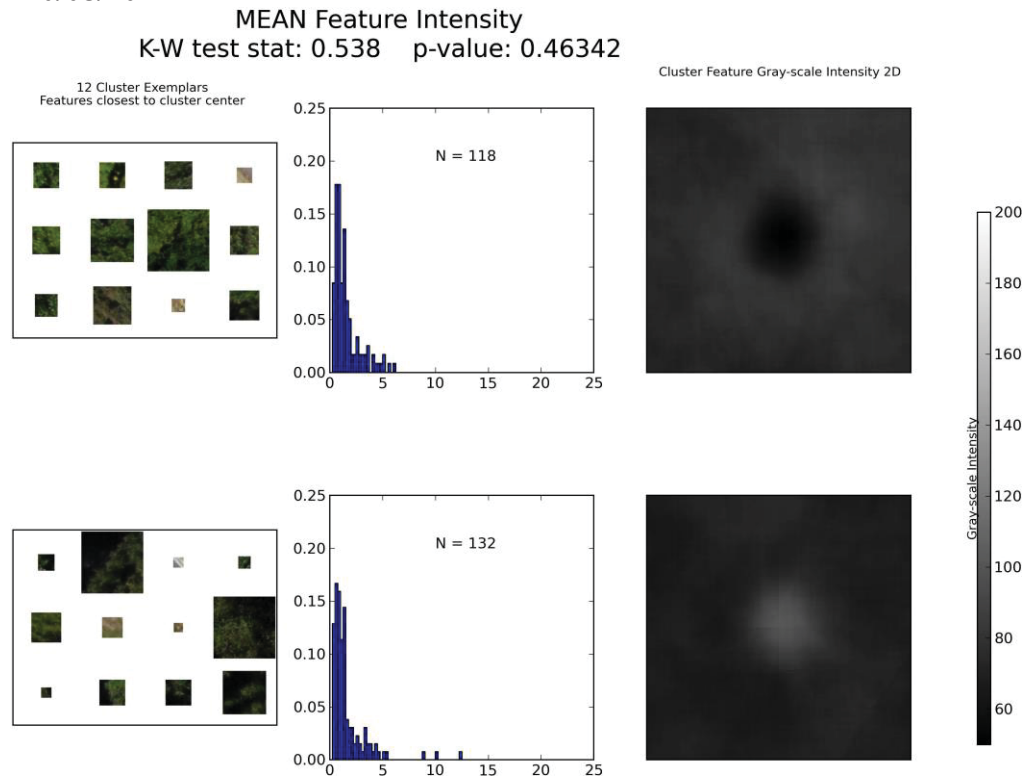 MEAN Feature Intensity
K-W test stat: 0.538 p-value: 0.46342
12 Cluster Exemplars
Features closest to cluster center
Cluster Feature Gray-scale Intensity 2D
0.25
0.20
0.15
0.10
0.05
0.00
N = 118
0 5 10 15 20 25
0.25
0.20
0.15
0.10
0.05
0.00
N = 132
0 5 10 15 20 25
200
180
160
140
120
100
80
60
Gray-scale Intensity